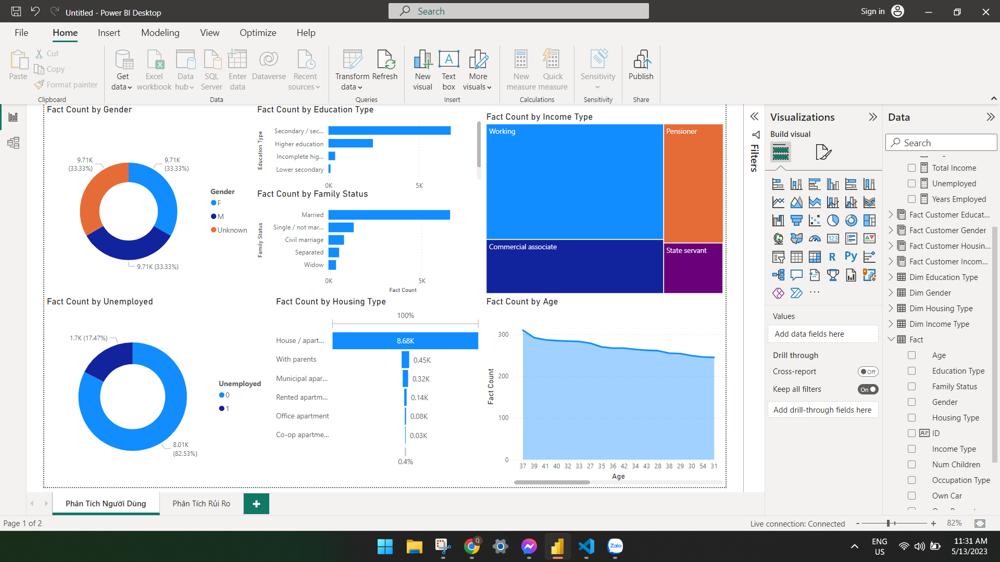 Untitled - Power BI Desktop
Search
Sign in
File
Home
Insert
Modeling
View
Optimize
Help
Paste
Cut
Copy
Format painter
Clipboard
Get data
Excel workbook
Data hub
SQL Server
Enter data
Dataverse
Recent sources
Data
Transform data
Refresh
Queries
New visual
Text box
More visuals
Insert
New measure
Quick measure
Calculations
Sensitivity
Sensitivity
Publish
Share
Fact Count by Gender
9.71K
(33.33%)
9.71K
(33.33%)
9.71K (33.33%)
Gender
F
M
Unknown
Fact Count by Education Type
Education Type
Secondary / sec...
Higher education
Incomplete hig...
Lower secondary
0K
5K
Fact Count by Family Status
Family Status
Married
Single / not mar...
Civil marriage
Separated
Widow
0K
5K
Fact Count
Fact Count by Income Type
Working
Pensioner
Commercial associate
State servant
Fact Count by Unemployed
1.7K (17.47%)
8.01K
(82.53%)
Unemployed
0
1
Fact Count by Housing Type
100%
House / apart...
8.68K
With parents
0.45K
Municipal apar...
0.32K
Rented apartm...
0.14K
Office apartment
0.08K
Co-op apartme...
0.03K
0.4%
Fact Count by Age
Fact Count
300
200
100
0
37 39 41 40 32 33 27 35 36 42 34 43 28 38 29 30 54 31
Age
Filters
Visualizations
Build visual
123
R
Py
...
Values
Add data fields here
Drill through
Cross-report
Off
Keep all filters
On
Add drill-through fields here
Data
Search
Total Income
Unemployed
Years Employed
Fact Customer Educat...
Fact Customer Gender
Fact Customer Housin...
Fact Customer Incom...
Dim Education Type
Dim Gender
Dim Housing Type
Dim Income Type
Fact
Age
Education Type
Family Status
Gender
Housing Type
ID
Income Type
Num Children
Occupation Type
Own Car
Phân Tích Người Dùng
Phân Tích Rủi Ro
Page 1 of 2
Live connection: Connected
- + 82%
Zalo
ENG
US
11:31 AM
5/13/2023